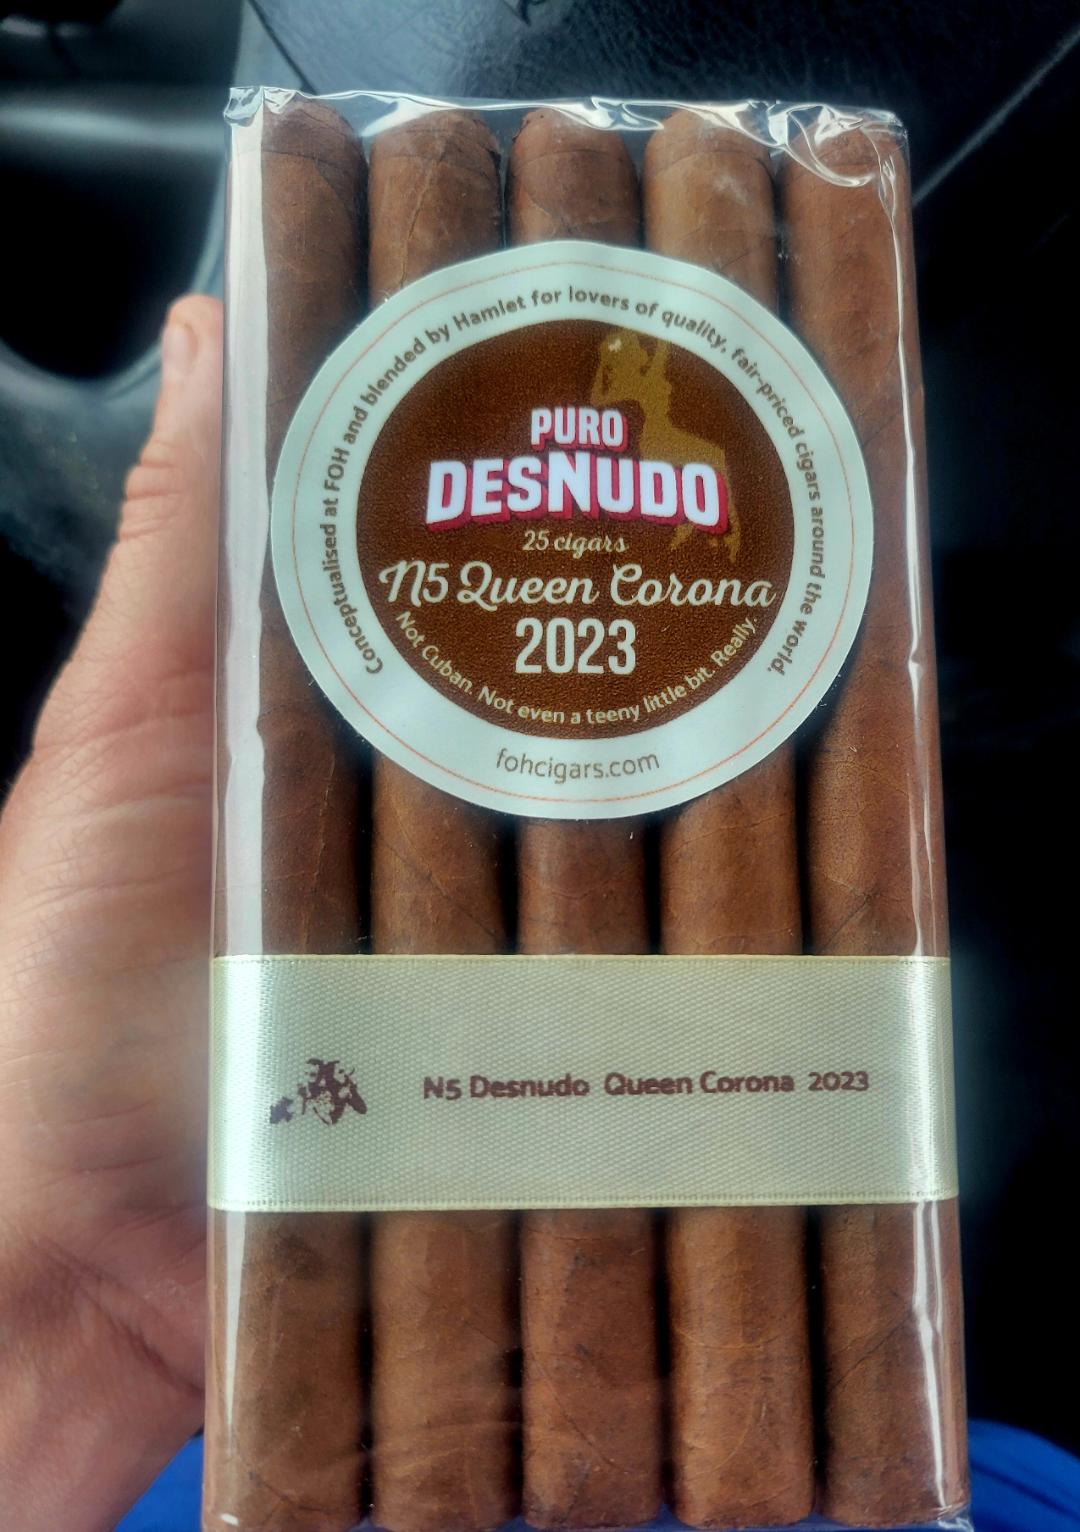 Conceptualised at FOH and blended by Hamlet for lovers of quality, fair-priced cigars around the world.
PURO
DESNUDO
25 cigars
N5 Queen Corona
2023
Not Cuban. Not even a teeny little bit. Really.
fohcigars.com
N5 Desnudo Queen Corona 2023